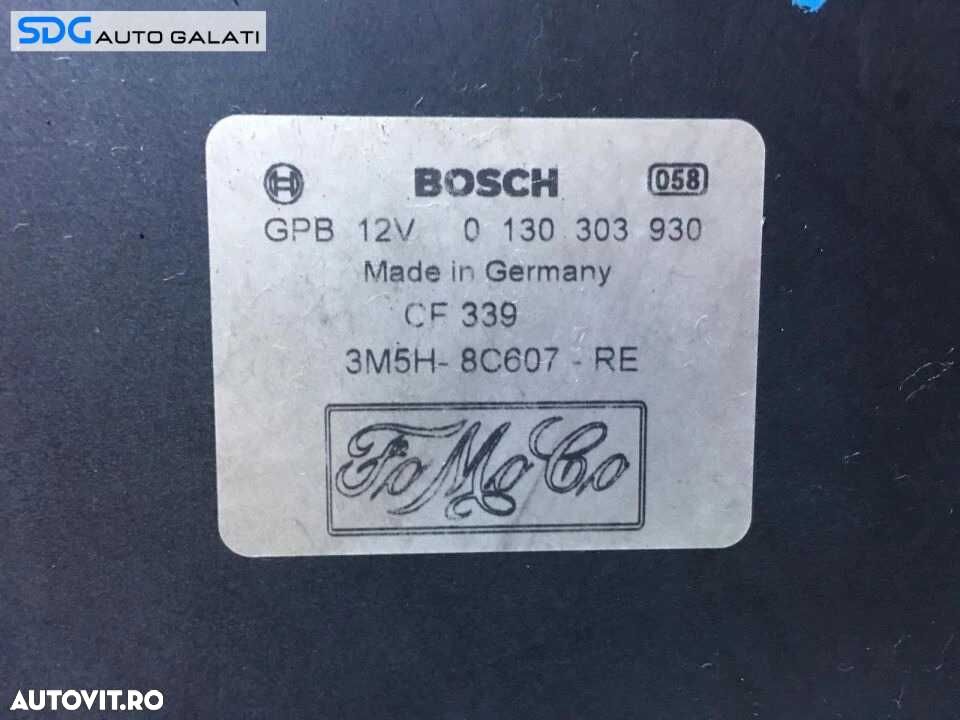 SDG AUTO GALATI
BOSCH 058
GPB 12V 0 130 303 930
Made in Germany
CF 339
3M5H- 8C607 - RE
FoMoCo
AUTOVIT.RO